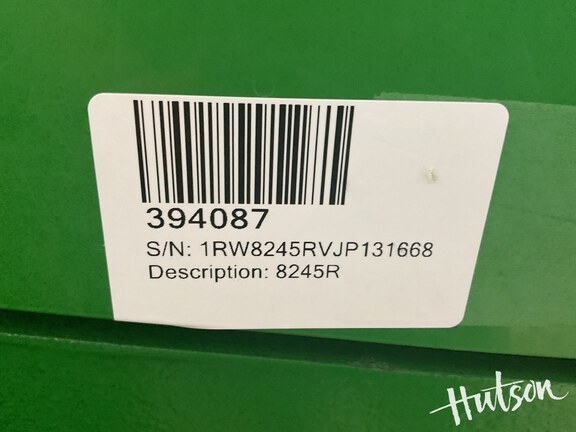 394087
S/N: 1RW8245RVJP131668
Description: 8245R
Hutson